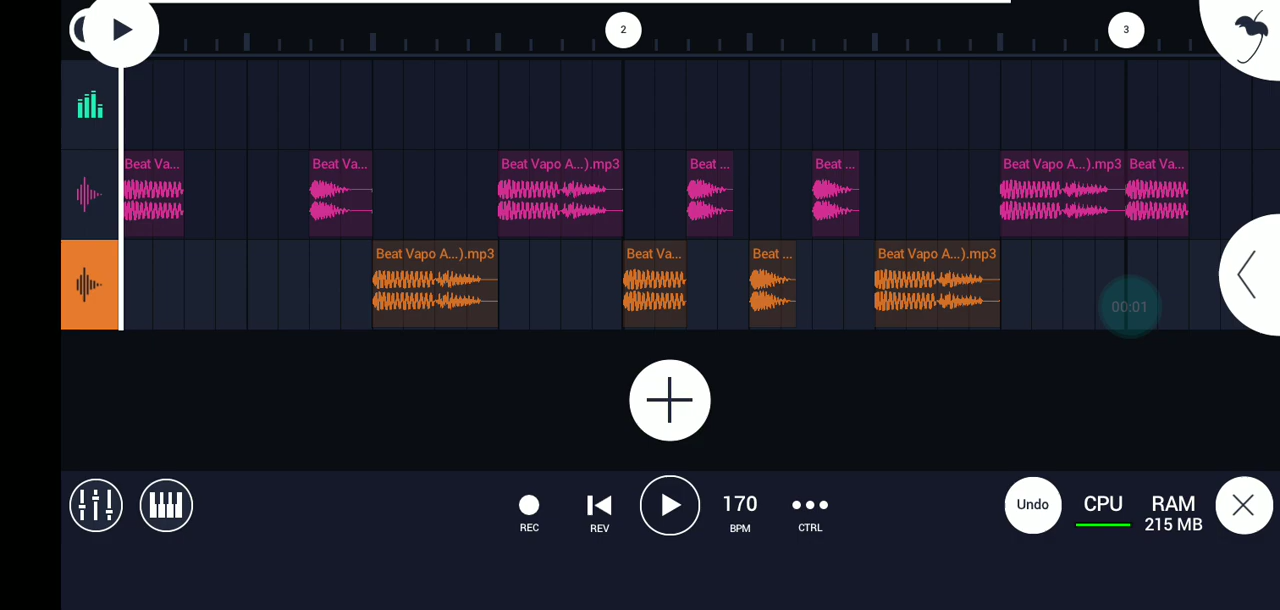 2
3
Beat Va...
Beat Va...
Beat Vapo A...).mp3
Beat ...
Beat ...
Beat Vapo A...).mp3
Beat Va...
Beat Vapo A...).mp3
Beat Va...
Beat ...
Beat Vapo A...).mp3
00:01
REC
REV
170
BPM
CTRL
Undo
CPU
RAM
215 MB